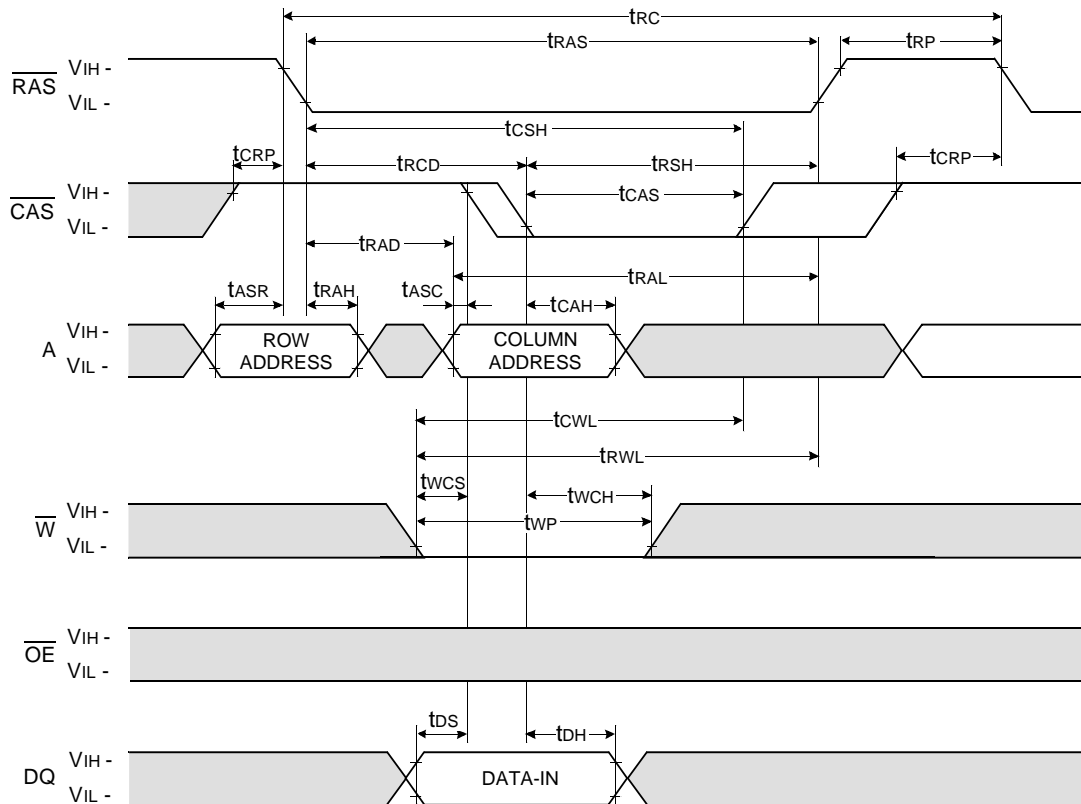 tRC
tRAS
tRP
RAS
VIH -
VIL -
tCSH
tCRP
tRCD
tRSH
tCRP
CAS
VIH -
VIL -
tCAS
tRAD
tRAL
tASR
tRAH
tASC
tCAH
A
VIH -
VIL -
ROW
ADDRESS
COLUMN
ADDRESS
tCWL
tRWL
tWCS
tWCH
W
VIH -
VIL -
tWP
OE
VIH -
VIL -
tDS
tDH
DQ
VIH -
VIL -
DATA-IN